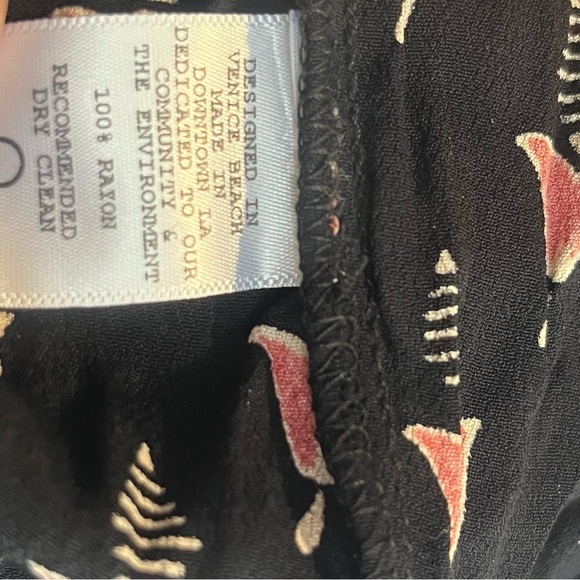 DESIGNED IN
VENICE BEACH
MADE IN
DOWNTOWN LA
DEDICATED TO OUR
COMMUNITY &
THE ENVIRONMENT
100% RAYON
RECOMMENDED
DRY CLEAN